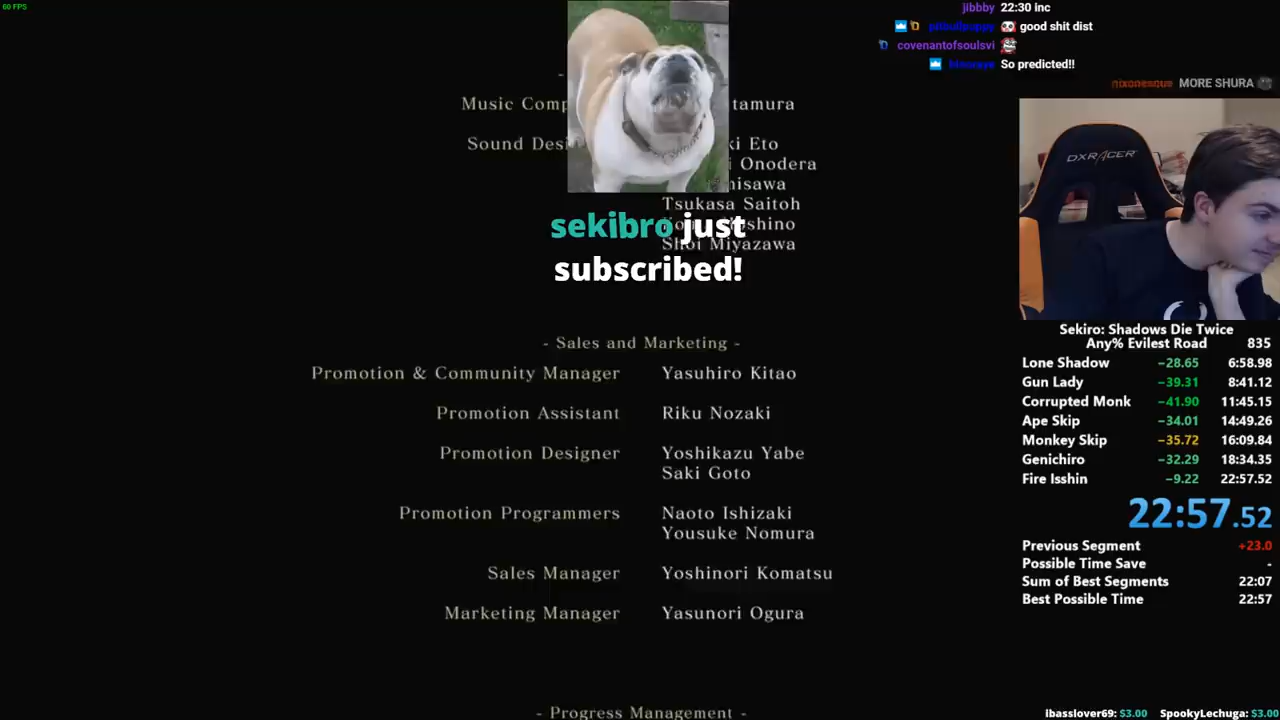 60 FPS
jibbby 22:30 inc
pitbullpuppy good shit dist
covenantofsoulsvi
So predicted!!
nixonesque MORE SHURA
DXRACER
-
Music Comp tamura
Sound Desi ki Eto
i Onodera
hisawa
Tsukasa Saitoh
shino
Shoi Miyazawa
sekibro just
subscribed!
- Sales and Marketing -
Promotion & Community Manager Yasuhiro Kitao
Promotion Assistant Riku Nozaki
Promotion Designer Yoshikazu Yabe
Saki Goto
Promotion Programmers Naoto Ishizaki
Yousuke Nomura
Sales Manager Yoshinori Komatsu
Marketing Manager Yasunori Ogura
- Progress Management -
Sekiro: Shadows Die Twice
Any% Evilest Road 835
Lone Shadow −28.65 6:58.98
Gun Lady −39.31 8:41.12
Corrupted Monk −41.90 11:45.15
Ape Skip −34.01 14:49.26
Monkey Skip −35.72 16:09.84
Genichiro −32.29 18:34.35
Fire Isshin −9.22 22:57.52
22:57.52
Previous Segment +23.0
Possible Time Save -
Sum of Best Segments 22:07
Best Possible Time 22:57
ibasslover69: $3.00 SpookyLechuga: $3.00